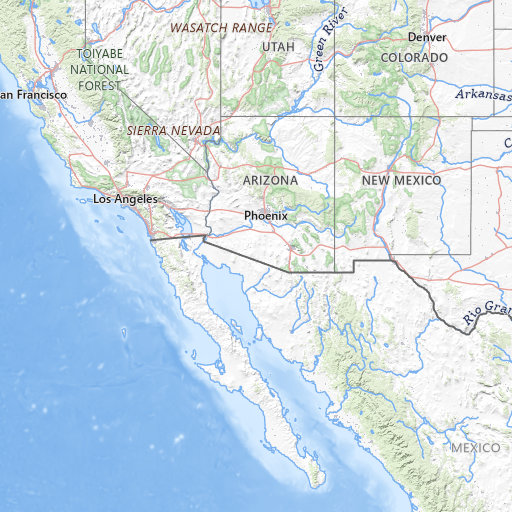 WASATCH RANGE
UTAH
Green River
Denver
COLORADO
TOIYABE
NATIONAL
FOREST
an Francisco
Arkansas
SIERRA NEVADA
C
ARIZONA
NEW MEXICO
Los Angeles
Phoenix
Rio Gra
MEXICO